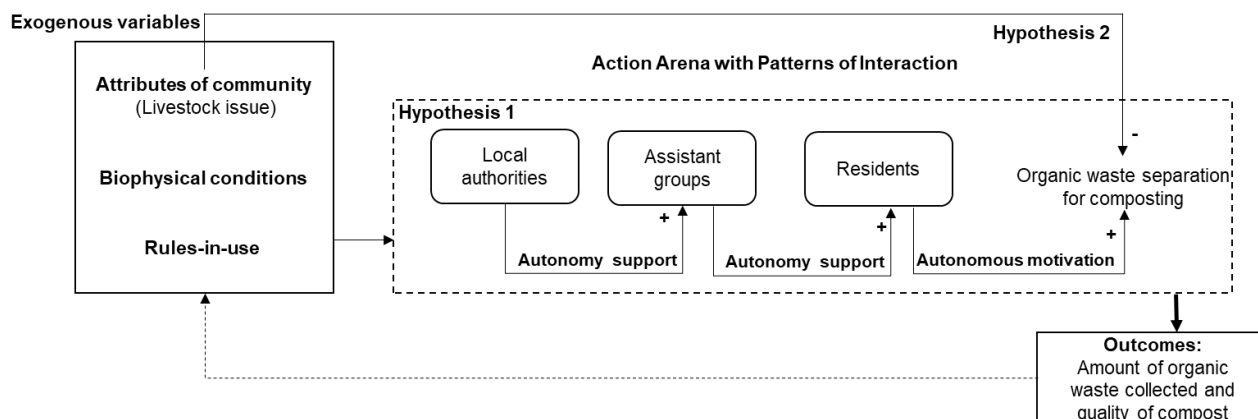 Exogenous variables
Hypothesis 2
Action Arena with Patterns of Interaction
Attributes of community
(Livestock issue)
Biophysical conditions
Rules-in-use
Hypothesis 1
Local
authorities
Assistant
groups
Residents
-
Organic waste separation
for composting
+
+
+
Autonomy support
Autonomy support
Autonomous motivation
Outcomes:
Amount of organic
waste collected and
quality of compost